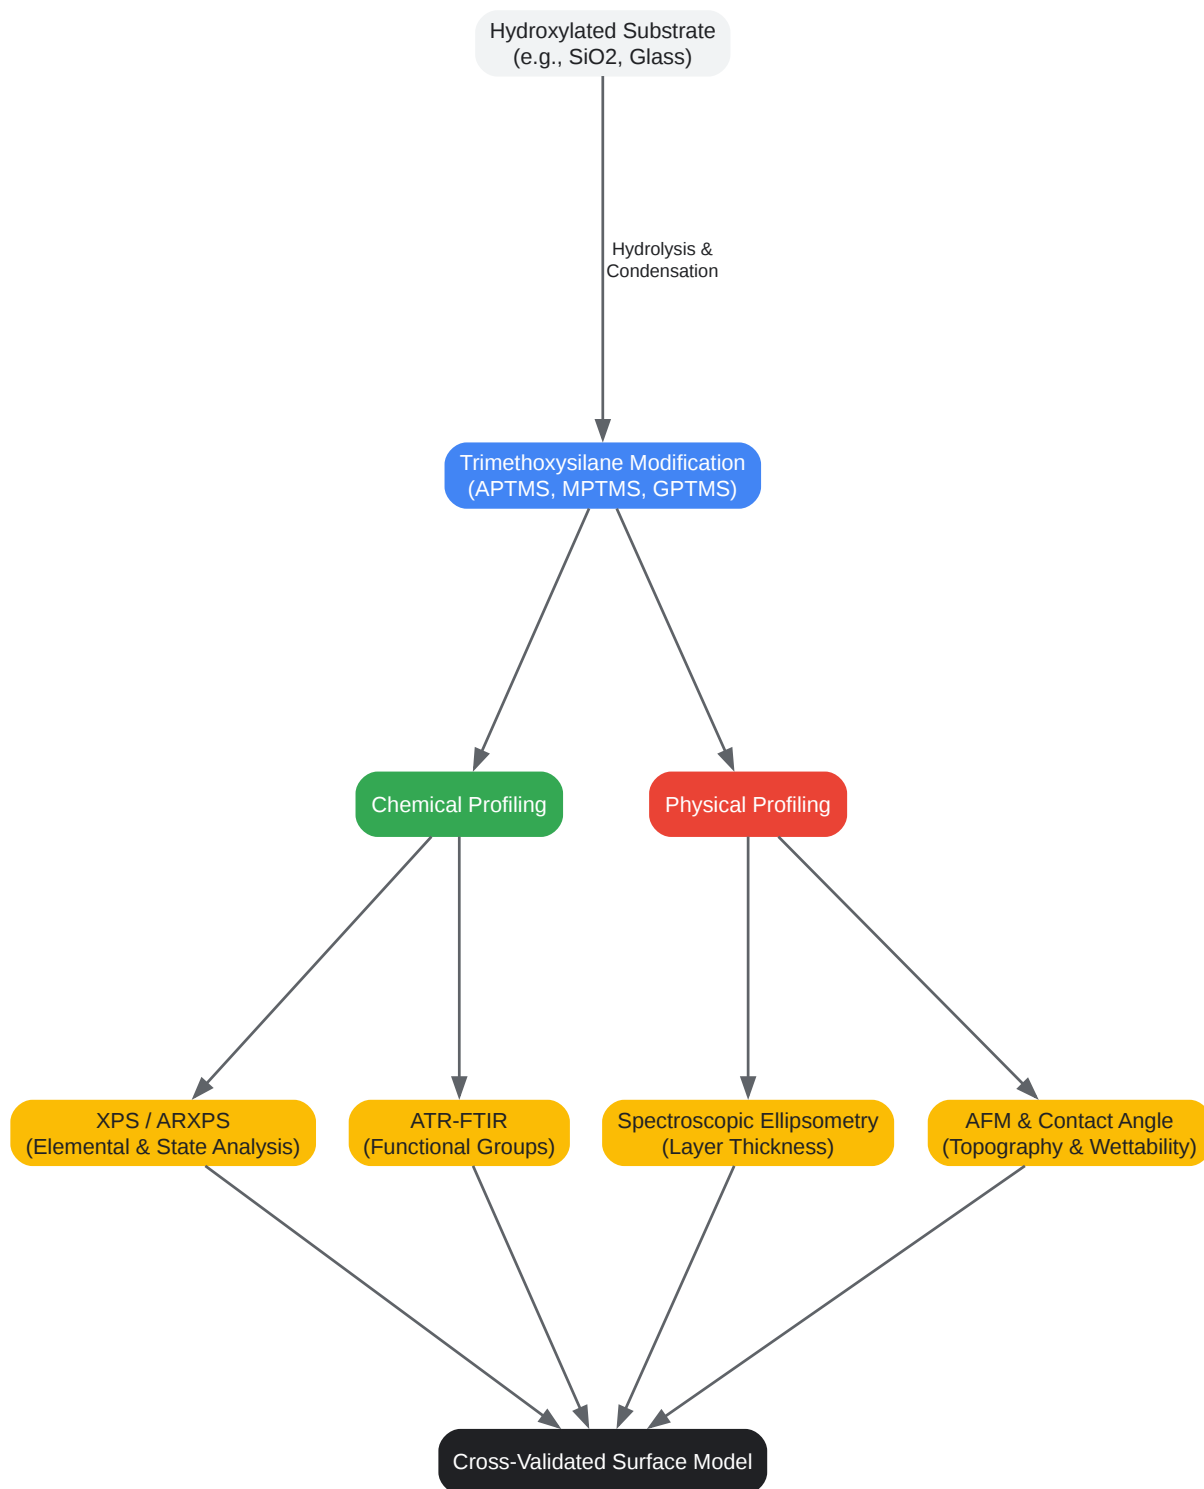 Hydroxylated Substrate
(e.g., SiO2, Glass)
Hydrolysis &
Condensation
Trimethoxysilane Modification
(APTMS, MPTMS, GPTMS)
Chemical Profiling
Physical Profiling
XPS / ARXPS
(Elemental & State Analysis)
ATR-FTIR
(Functional Groups)
Spectroscopic Ellipsometry
(Layer Thickness)
AFM & Contact Angle
(Topography & Wettability)
Cross-Validated Surface Model